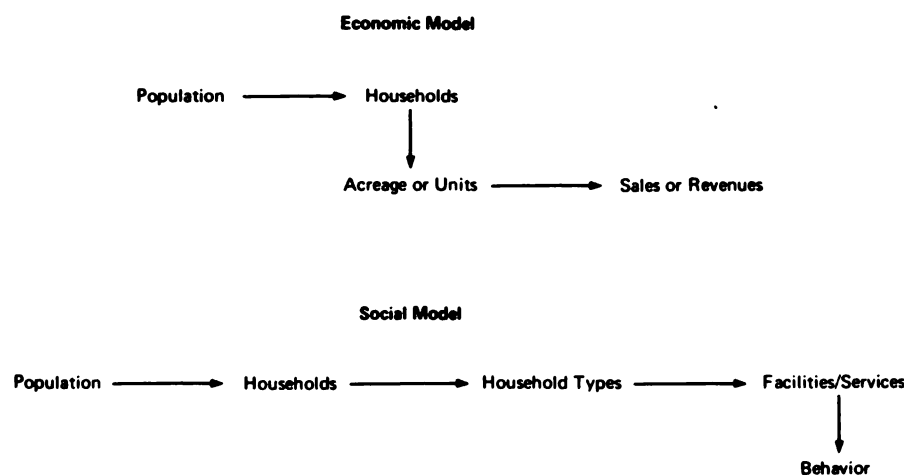 Economic Model
Population Households
Acreage or Units Sales or Revenues
Social Model
Population Households Household Types Facilities/Services
Behavior